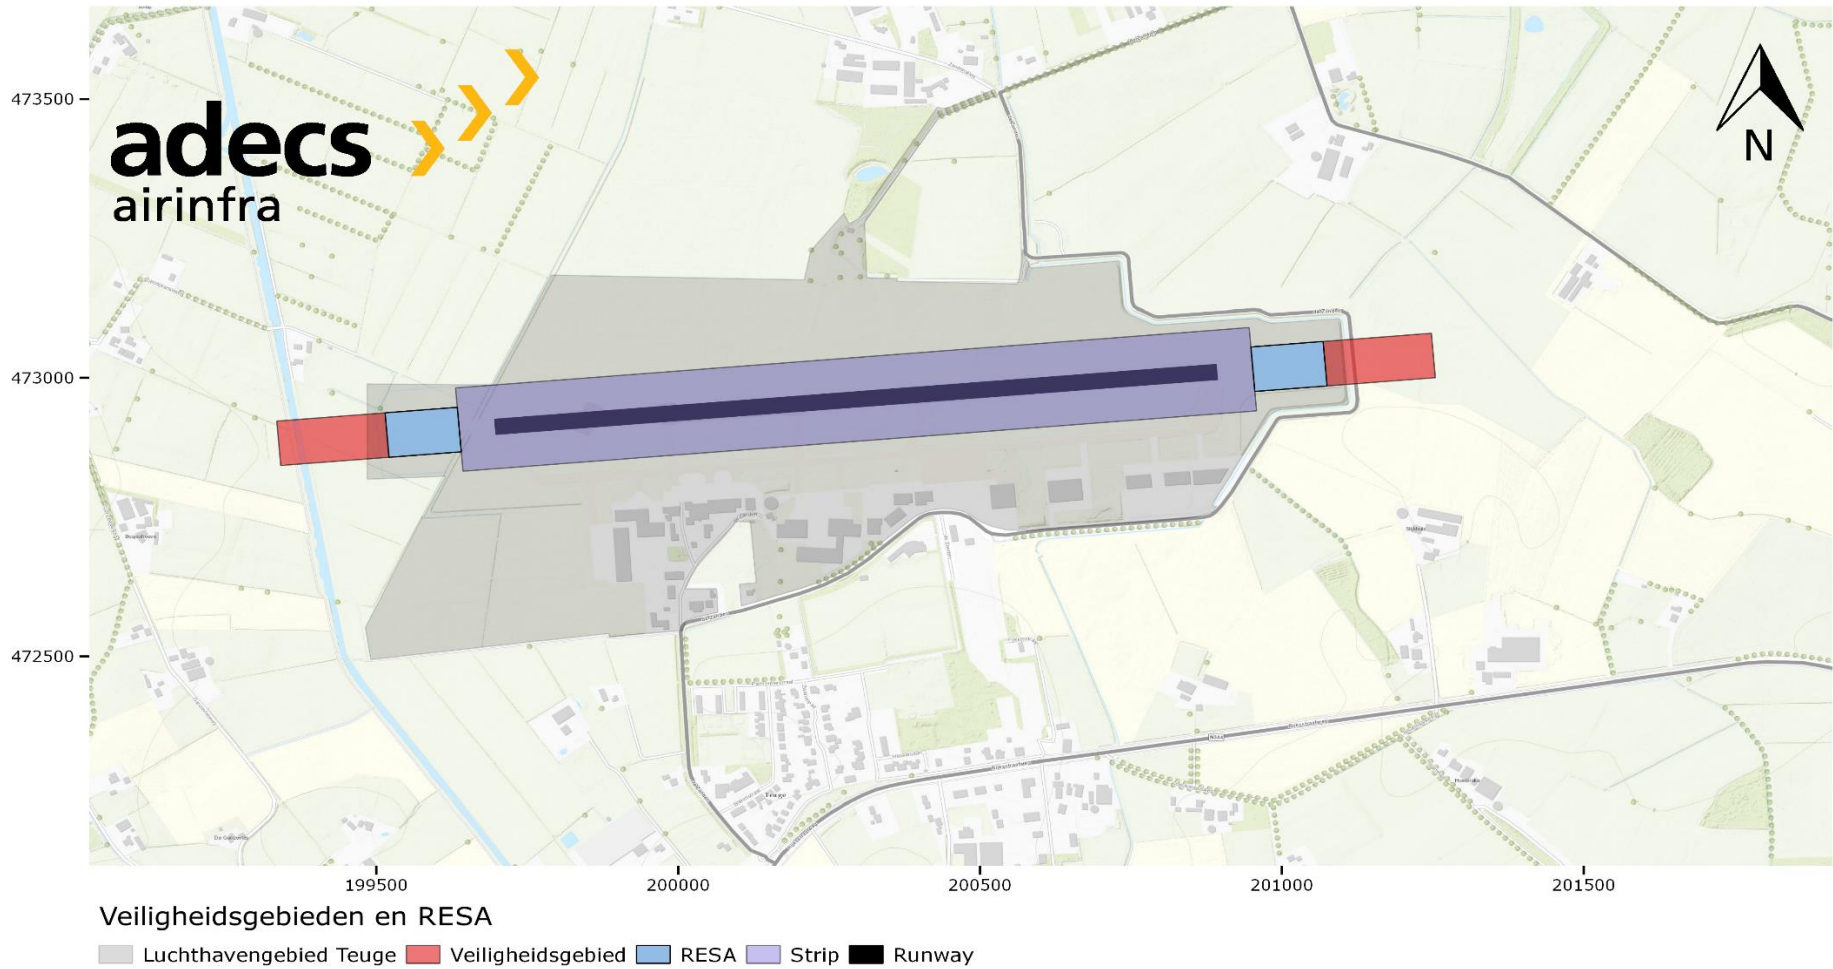 473500
adecs
airinfra
N
473000
472500
Teuge
199500
200000
200500
201000
201500
Veiligheidsgebieden en RESA
Luchthavengebied Teuge Veiligheidsgebied RESA Strip Runway